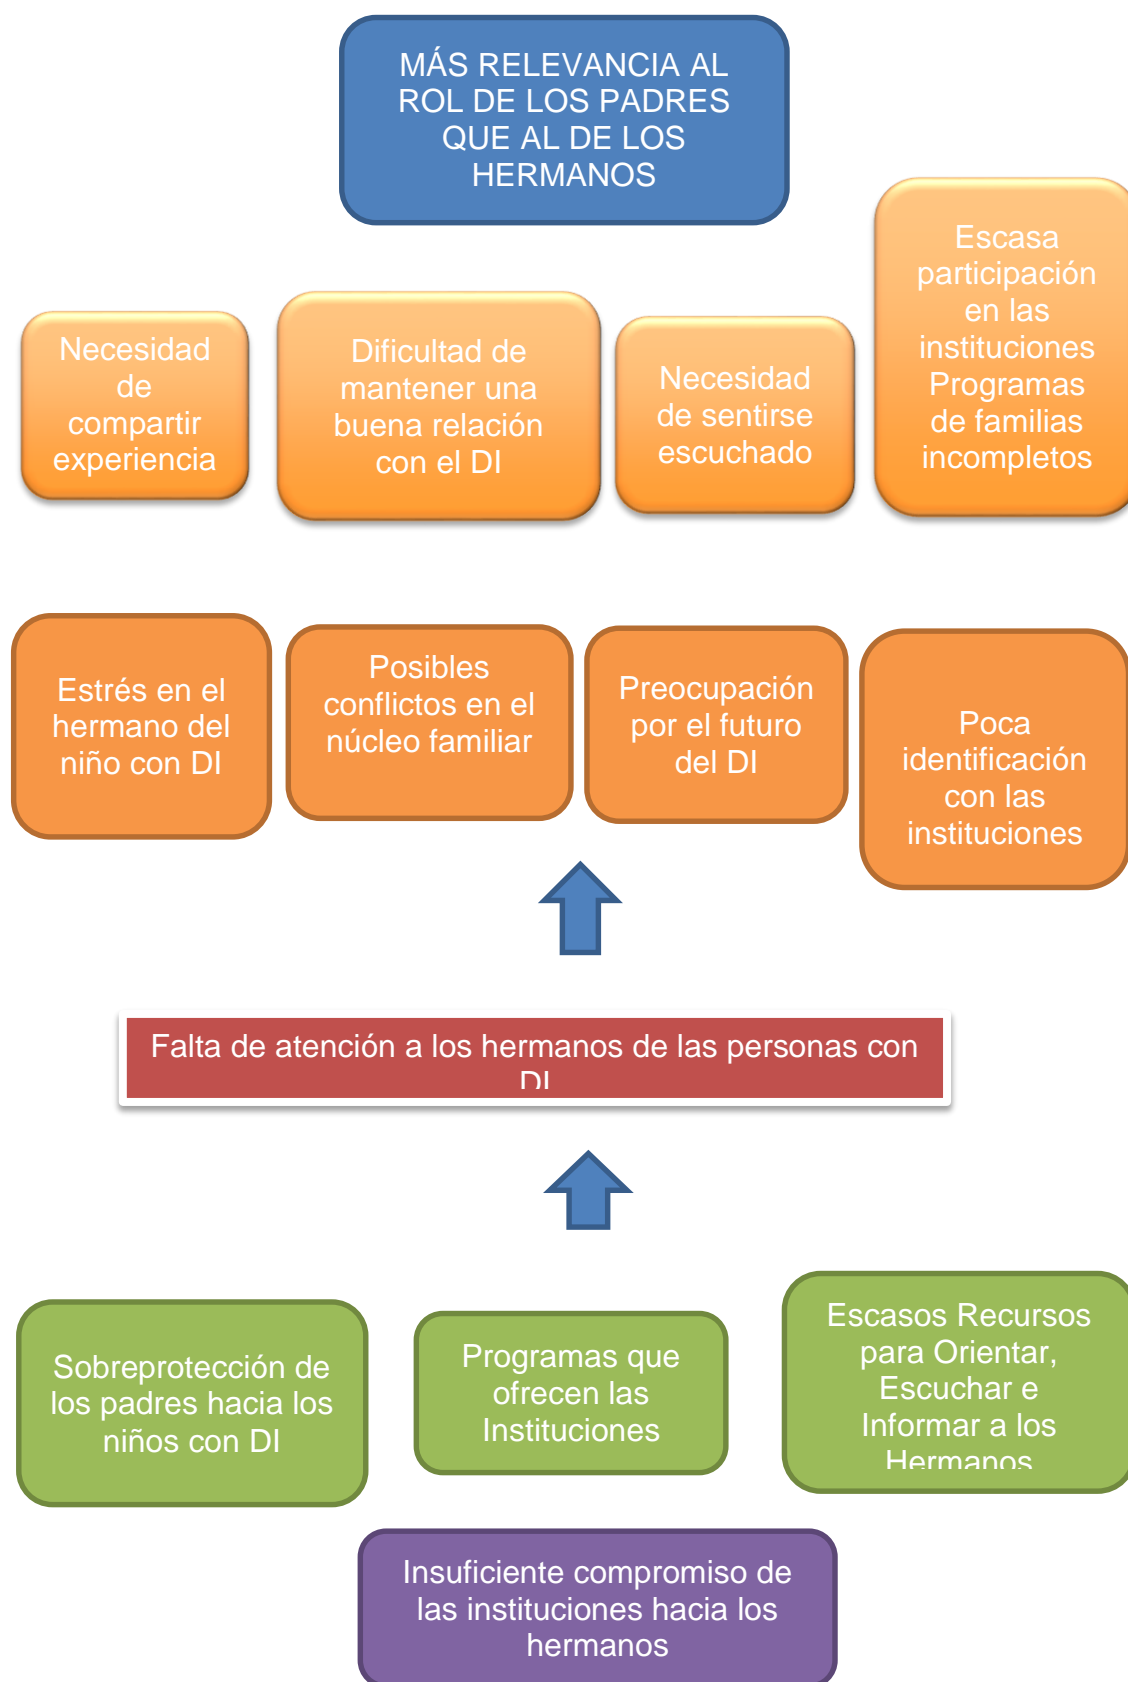 MÁS RELEVANCIA AL
ROL DE LOS PADRES
QUE AL DE LOS
HERMANOS
Necesidad
de
compartir
experiencia
Dificultad de
mantener una
buena relación
con el DI
Necesidad
de sentirse
escuchado
Escasa
participación
en las
instituciones
Programas
de familias
incompletos
Estrés en el
hermano del
niño con DI
Posibles
conflictos en el
núcleo familiar
Preocupación
por el futuro
del DI
Poca
identificación
con las
instituciones
Falta de atención a los hermanos de las personas con
DI
Sobreprotección de
los padres hacia los
niños con DI
Programas que
ofrecen las
Instituciones
Escasos Recursos
para Orientar,
Escuchar e
Informar a los
Hermanos
Insuficiente compromiso de
las instituciones hacia los
hermanos